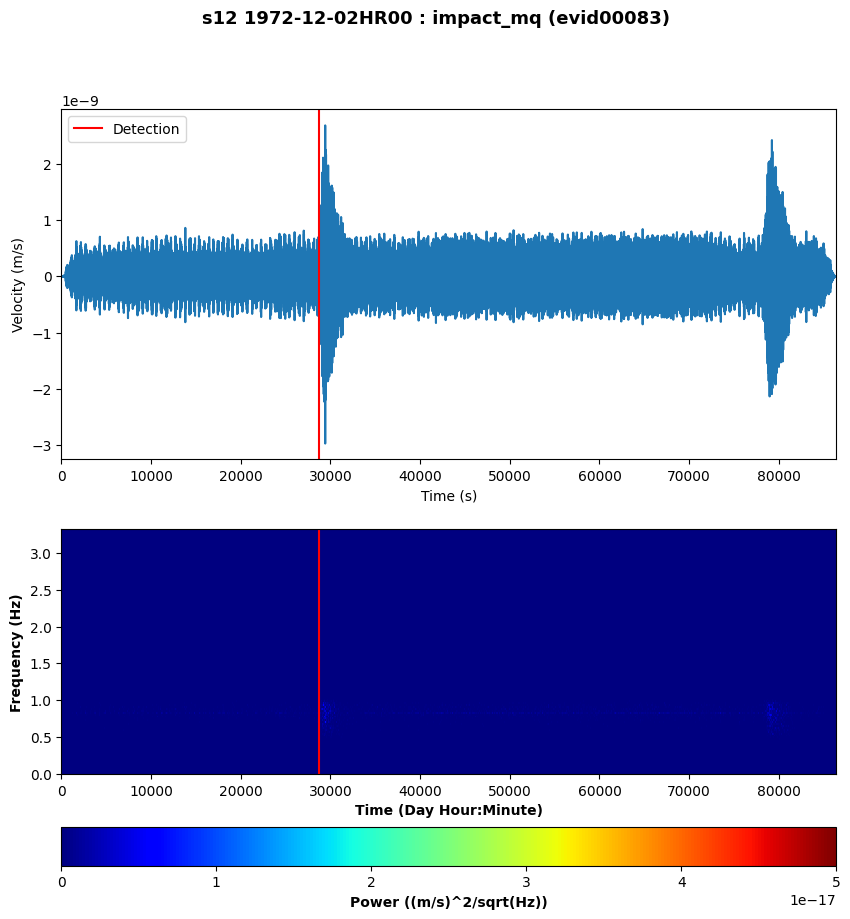 s12 1972-12-02HR00 : impact_mq (evid00083)
1e−9
Detection
2
1
0
−1
−2
−3
Velocity (m/s)
0 10000 20000 30000 40000 50000 60000 70000 80000
Time (s)
3.0
2.5
2.0
1.5
1.0
0.5
0.0
Frequency (Hz)
0 10000 20000 30000 40000 50000 60000 70000 80000
Time (Day Hour:Minute)
0 1 2 3 4 5
1e−17
Power ((m/s)^2/sqrt(Hz))